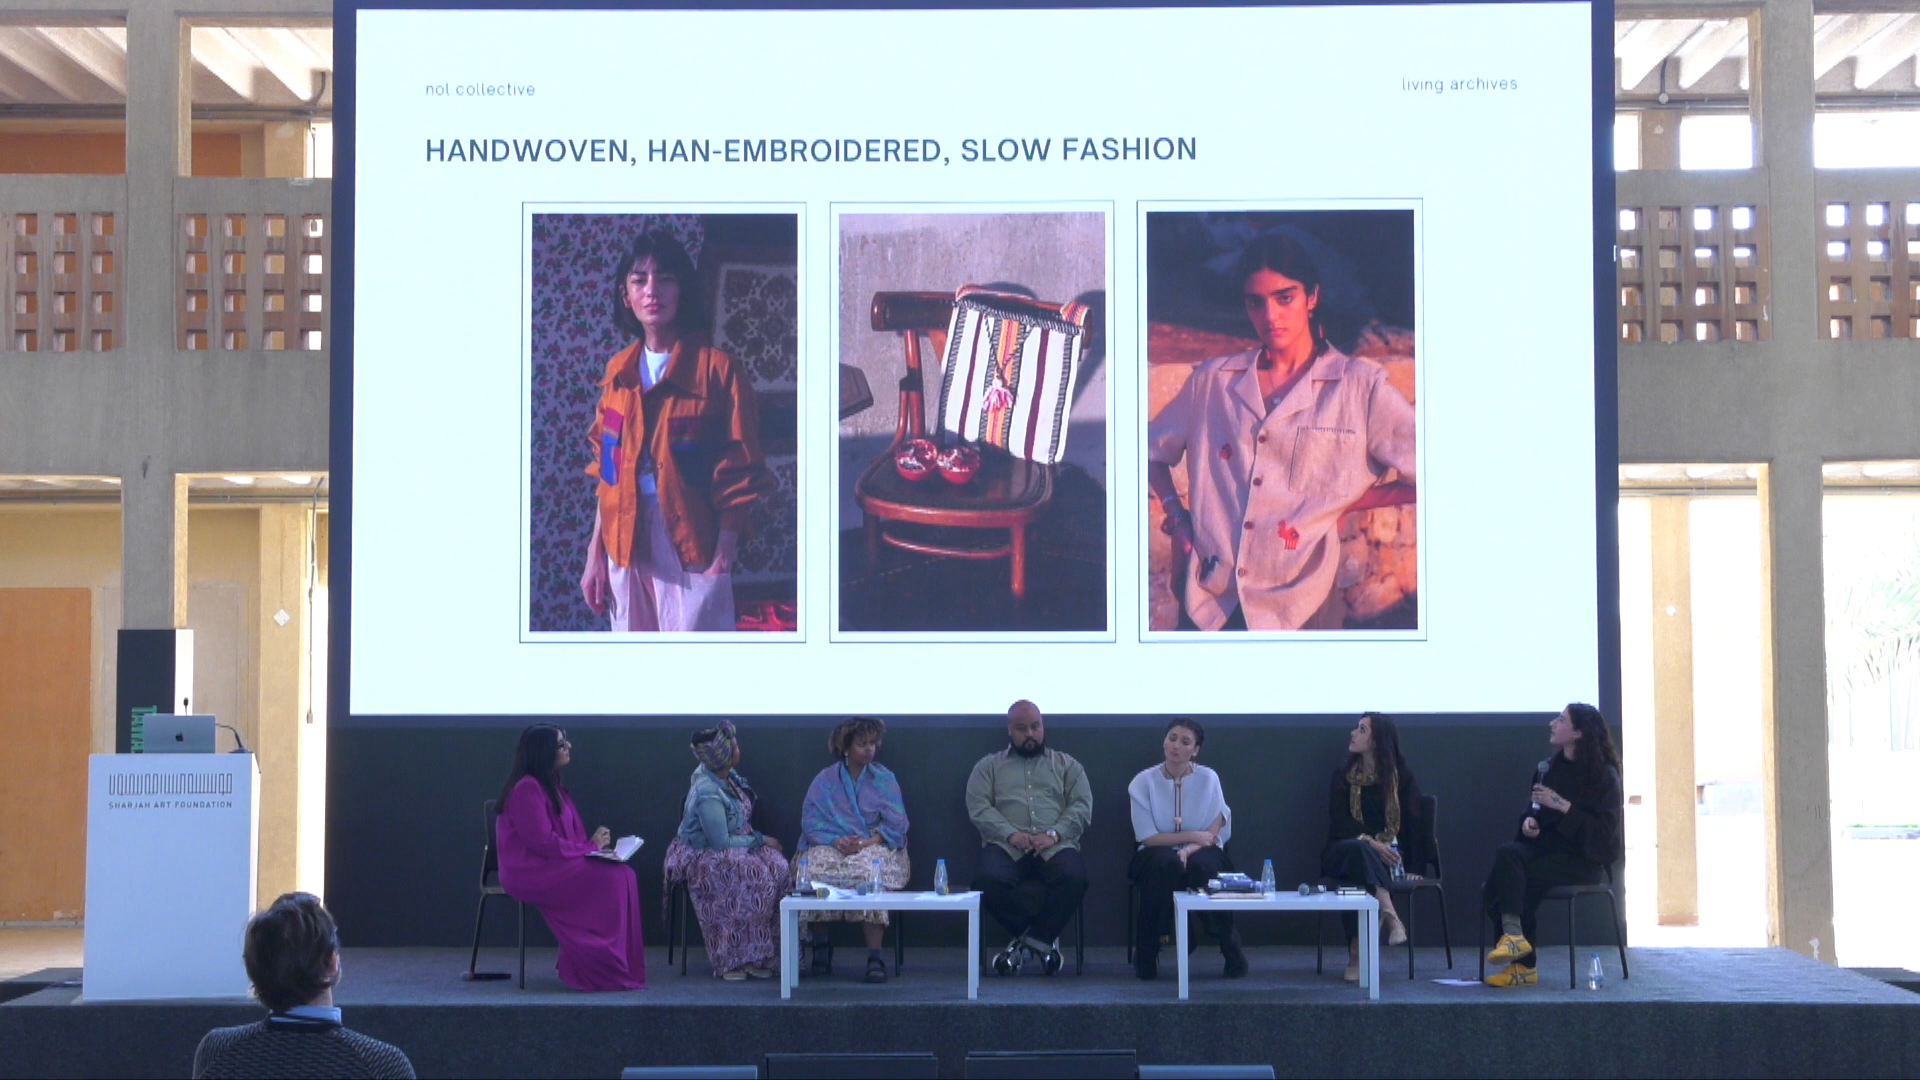 nol collective
living archives
HANDWOVEN, HAN-EMBROIDERED, SLOW FASHION
SHARJAH ART FOUNDATION